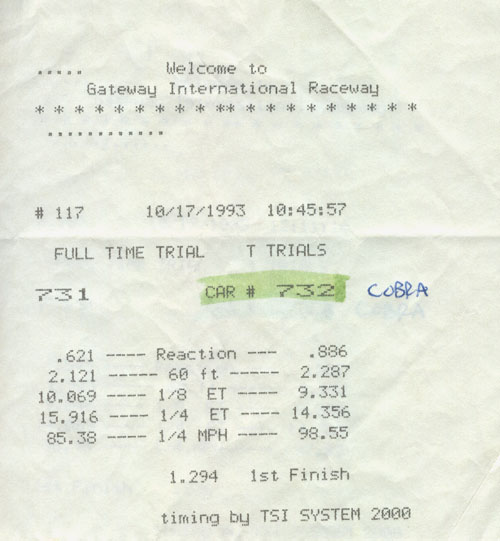 ..... Welcome to
Gateway International Raceway
* * * * * * * * * * ** * * * * * * * * *
............
# 117 10/17/1993 10:45:57
FULL TIME TRIAL T TRIALS
731 CAR # 732 COBRA
.621 ---- Reaction --- .886
2.121 ----- 60 ft ----- 2.287
10.069 ---- 1/8 ET ---- 9.331
15.916 ---- 1/4 ET ---- 14.356
85.38 ---- 1/4 MPH ---- 98.55
1.294 1st Finish
timing by TSI SYSTEM 2000